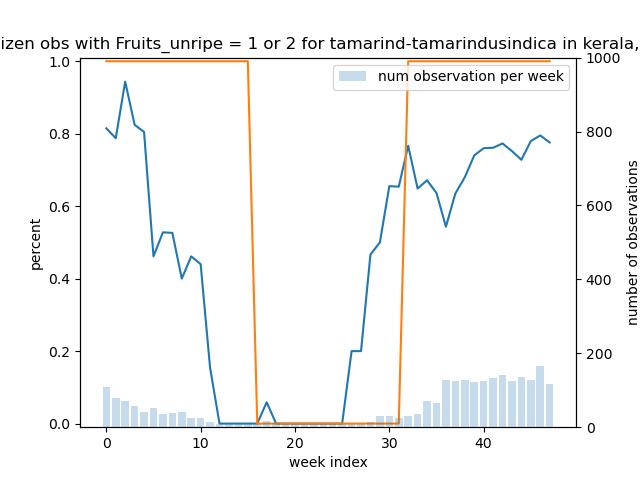 izen obs with Fruits_unripe = 1 or 2 for tamarind-tamarindusindica in kerala,
num observation per week
percent
1.0
0.8
0.6
0.4
0.2
0.0
1000
800
600
400
200
0
number of observations
0 10 20 30 40
week index